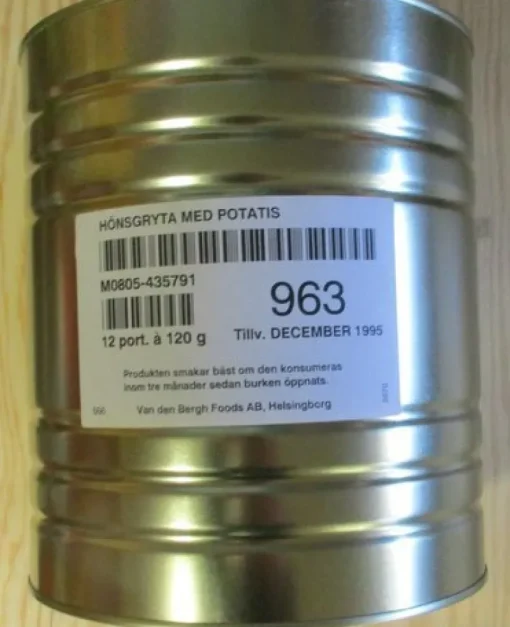 HÖNSGRYTA MED POTATIS
M0805-435791
963
12 port. à 120 g
Tillv. DECEMBER 1995
Produkten smakar bäst om den konsumeras
inom tre månader sedan burken öppnats.
Van den Bergh Foods AB, Helsingborg